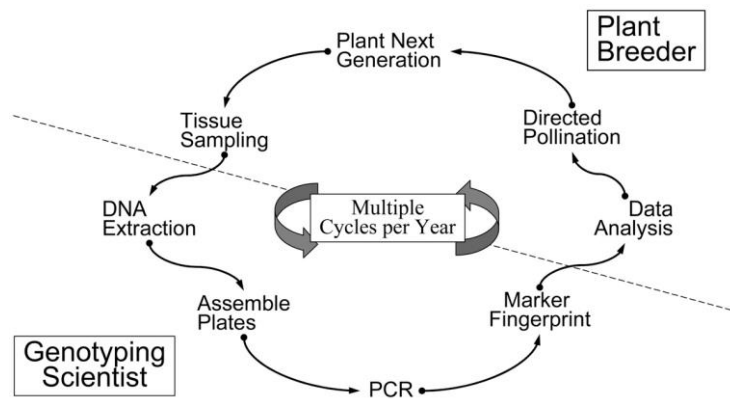 Plant Next
Generation
Plant
Breeder
Tissue
Sampling
Directed
Pollination
DNA
Extraction
Multiple
Cycles per Year
Data
Analysis
Assemble
Plates
Marker
Fingerprint
Genotyping
Scientist
PCR